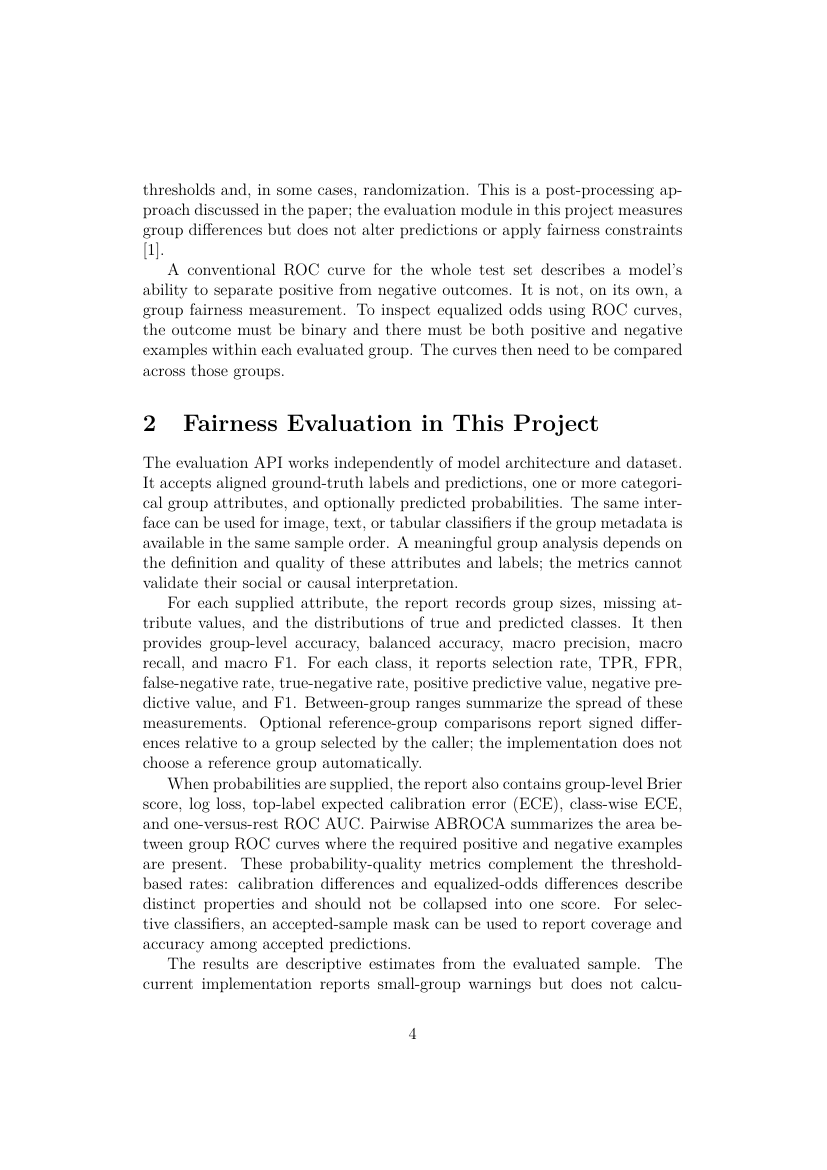 thresholds and, in some cases, randomization. This is a post-processing ap-
proach discussed in the paper; the evaluation module in this project measures
group differences but does not alter predictions or apply fairness constraints
[1].
A conventional ROC curve for the whole test set describes a model's
ability to separate positive from negative outcomes. It is not, on its own, a
group fairness measurement. To inspect equalized odds using ROC curves,
the outcome must be binary and there must be both positive and negative
examples within each evaluated group. The curves then need to be compared
across those groups.
2 Fairness Evaluation in This Project
The evaluation API works independently of model architecture and dataset.
It accepts aligned ground-truth labels and predictions, one or more categori-
cal group attributes, and optionally predicted probabilities. The same inter-
face can be used for image, text, or tabular classifiers if the group metadata is
available in the same sample order. A meaningful group analysis depends on
the definition and quality of these attributes and labels; the metrics cannot
validate their social or causal interpretation.
For each supplied attribute, the report records group sizes, missing at-
tribute values, and the distributions of true and predicted classes. It then
provides group-level accuracy, balanced accuracy, macro precision, macro
recall, and macro F1. For each class, it reports selection rate, TPR, FPR,
false-negative rate, true-negative rate, positive predictive value, negative pre-
dictive value, and F1. Between-group ranges summarize the spread of these
measurements. Optional reference-group comparisons report signed differ-
ences relative to a group selected by the caller; the implementation does not
choose a reference group automatically.
When probabilities are supplied, the report also contains group-level Brier
score, log loss, top-label expected calibration error (ECE), class-wise ECE,
and one-versus-rest ROC AUC. Pairwise ABROCA summarizes the area be-
tween group ROC curves where the required positive and negative examples
are present. These probability-quality metrics complement the threshold-
based rates: calibration differences and equalized-odds differences describe
distinct properties and should not be collapsed into one score. For selec-
tive classifiers, an accepted-sample mask can be used to report coverage and
accuracy among accepted predictions.
The results are descriptive estimates from the evaluated sample. The
current implementation reports small-group warnings but does not calcu-
4